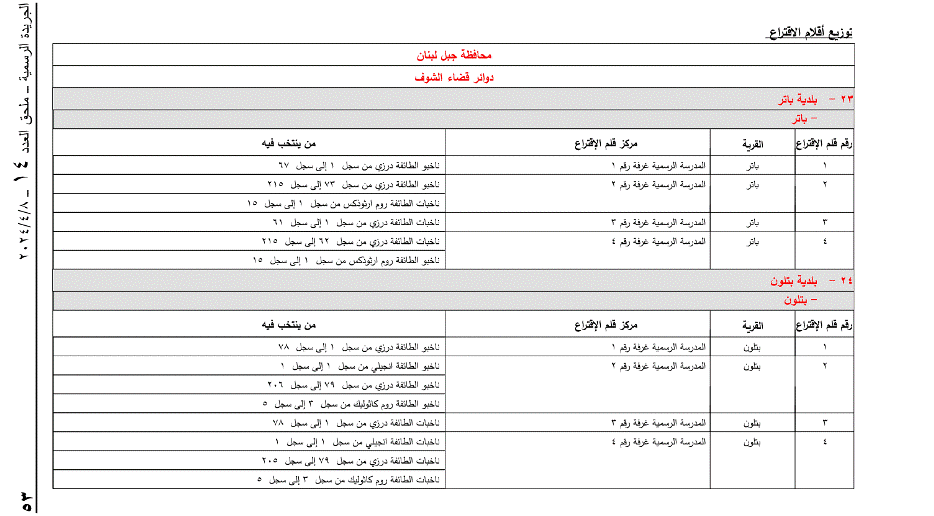 توزيع أقلام الاقتراع
محافظة جبل لبنان
دوائر قضاء الشوف
٢٣ - بلدية باتر
- باتر
رقم قلم الإقتراع القرية مركز قلم الإقتراع من ينتخب فيه
١ باتر المدرسة الرسمية غرفة رقم ١ ناخبو الطائفة درزي من سجل ١ إلى سجل ٦٧
٢ باتر المدرسة الرسمية غرفة رقم ٢ ناخبو الطائفة درزي من سجل ٧٣ إلى سجل ٢١٥
ناخبات الطائفة روم ارثوذكس من سجل ١ إلى سجل ١٥
٣ باتر المدرسة الرسمية غرفة رقم ٣ ناخبات الطائفة درزي من سجل ١ إلى سجل ٦١
٤ باتر المدرسة الرسمية غرفة رقم ٤ ناخبات الطائفة درزي من سجل ٦٢ إلى سجل ٢١٥
ناخبو الطائفة روم ارثوذكس من سجل ١ إلى سجل ١٥
٢٤ - بلدية بتلون
- بتلون
رقم قلم الإقتراع القرية مركز قلم الإقتراع من ينتخب فيه
١ بتلون المدرسة الرسمية غرفة رقم ١ ناخبو الطائفة درزي من سجل ١ إلى سجل ٧٨
٢ بتلون المدرسة الرسمية غرفة رقم ٢ ناخبو الطائفة انجيلي من سجل ١ إلى سجل ١
ناخبو الطائفة درزي من سجل ٧٩ إلى سجل ٢٠٦
ناخبو الطائفة روم كاثوليك من سجل ٣ إلى سجل ٥
٣ بتلون المدرسة الرسمية غرفة رقم ٣ ناخبات الطائفة درزي من سجل ١ إلى سجل ٧٨
٤ بتلون المدرسة الرسمية غرفة رقم ٤ ناخبات الطائفة انجيلي من سجل ١ إلى سجل ١
ناخبات الطائفة درزي من سجل ٧٩ إلى سجل ٢٠٥
ناخبات الطائفة روم كاثوليك من سجل ٣ إلى سجل ٥
الجريدة الرسمية - ملحق العدد ١٤ - ٢٠٢٤/٤/٨
٥٣